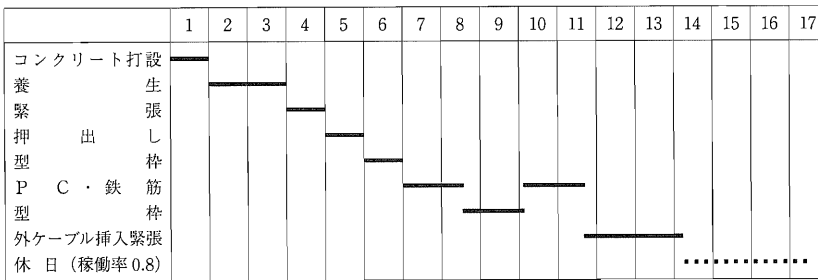 1 2 3 4 5 6 7 8 9 10 11 12 13 14 15 16 17
コンクリート打設
養生
緊張
押出し
型枠
PC・鉄筋
型枠
外ケーブル挿入緊張
休日(稼働率0.8)